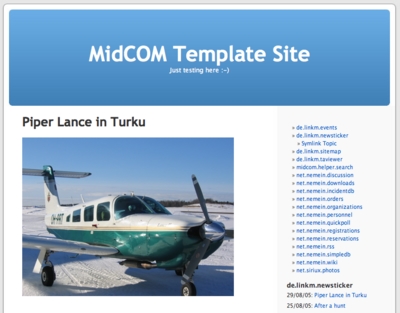 MidCOM Template Site
Just testing here :-)
Piper Lance in Turku
» de.linkm.events
» de.linkm.newsticker
» Symlink Topic
» de.linkm.sitemap
» de.linkm.taviewer
» midcom.helper.search
» net.nemein.discussion
» net.nemein.downloads
» net.nemein.incidentdb
» net.nemein.orders
» net.nemein.organizations
» net.nemein.personnel
» net.nemein.quickpoll
» net.nemein.registrations
» net.nemein.reservations
» net.nemein.rss
» net.nemein.simpledb
» net.nemein.wiki
» net.siriux.photos
de.linkm.newsticker
29/08/05: Piper Lance in Turku
25/08/05: After a hunt